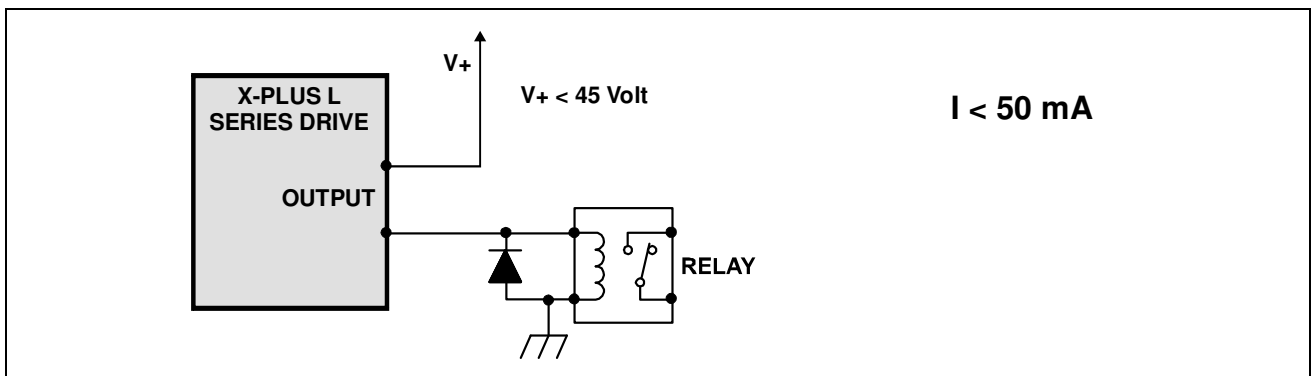 V+
X-PLUS L
SERIES DRIVE
V+ < 45 Volt
I < 50 mA
OUTPUT
RELAY